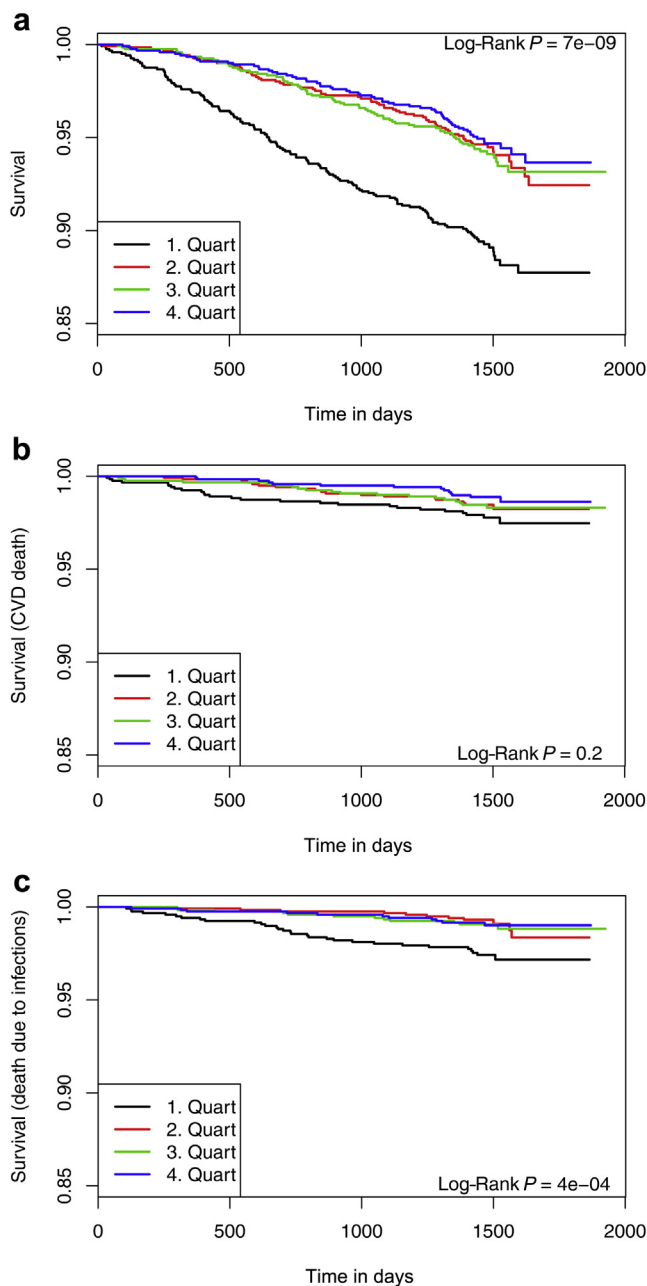 a
Log-Rank P = 7e−09
Survival
1.00
0.95
0.90
0.85
1. Quart
2. Quart
3. Quart
4. Quart
0 500 1000 1500 2000
Time in days
b
Survival (CVD death)
1.00
0.95
0.90
0.85
1. Quart
2. Quart
3. Quart
4. Quart
Log-Rank P = 0.2
0 500 1000 1500 2000
Time in days
c
Survival (death due to infections)
1.00
0.95
0.90
0.85
1. Quart
2. Quart
3. Quart
4. Quart
Log-Rank P = 4e−04
0 500 1000 1500 2000
Time in days